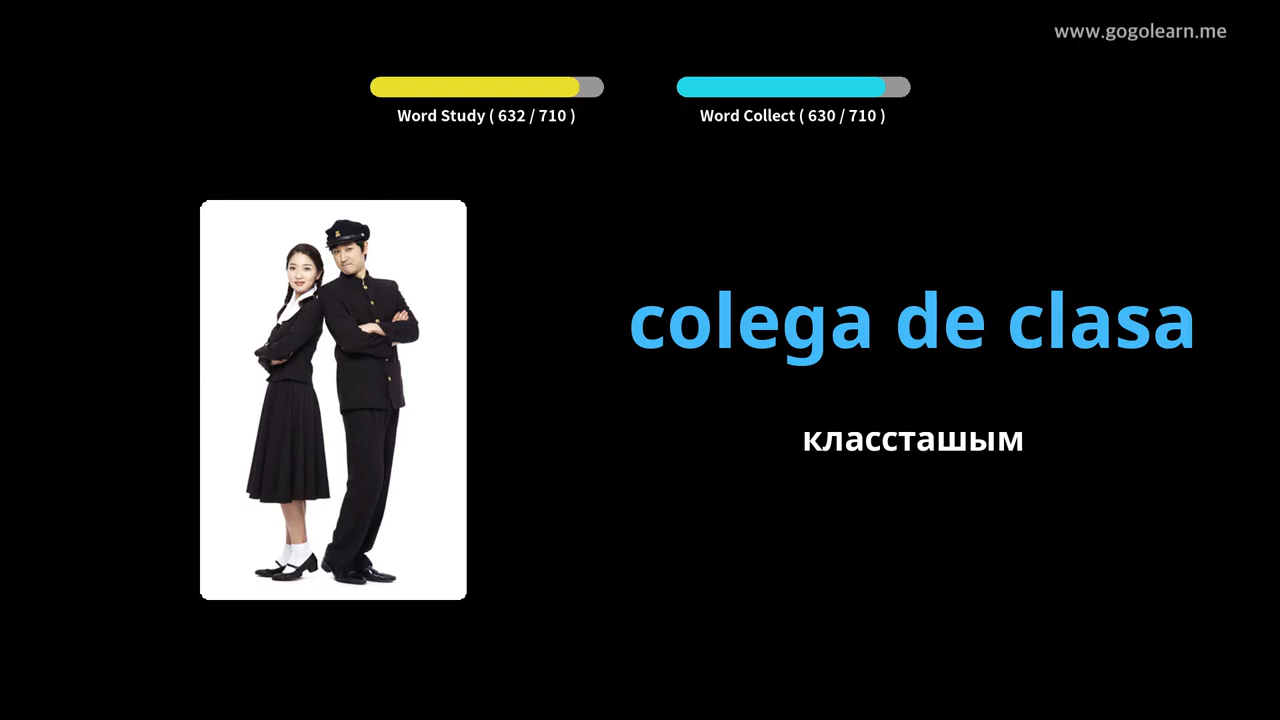 www.gogolearn.me
Word Study ( 632 / 710 )
Word Collect ( 630 / 710 )
colega de clasa
классташым